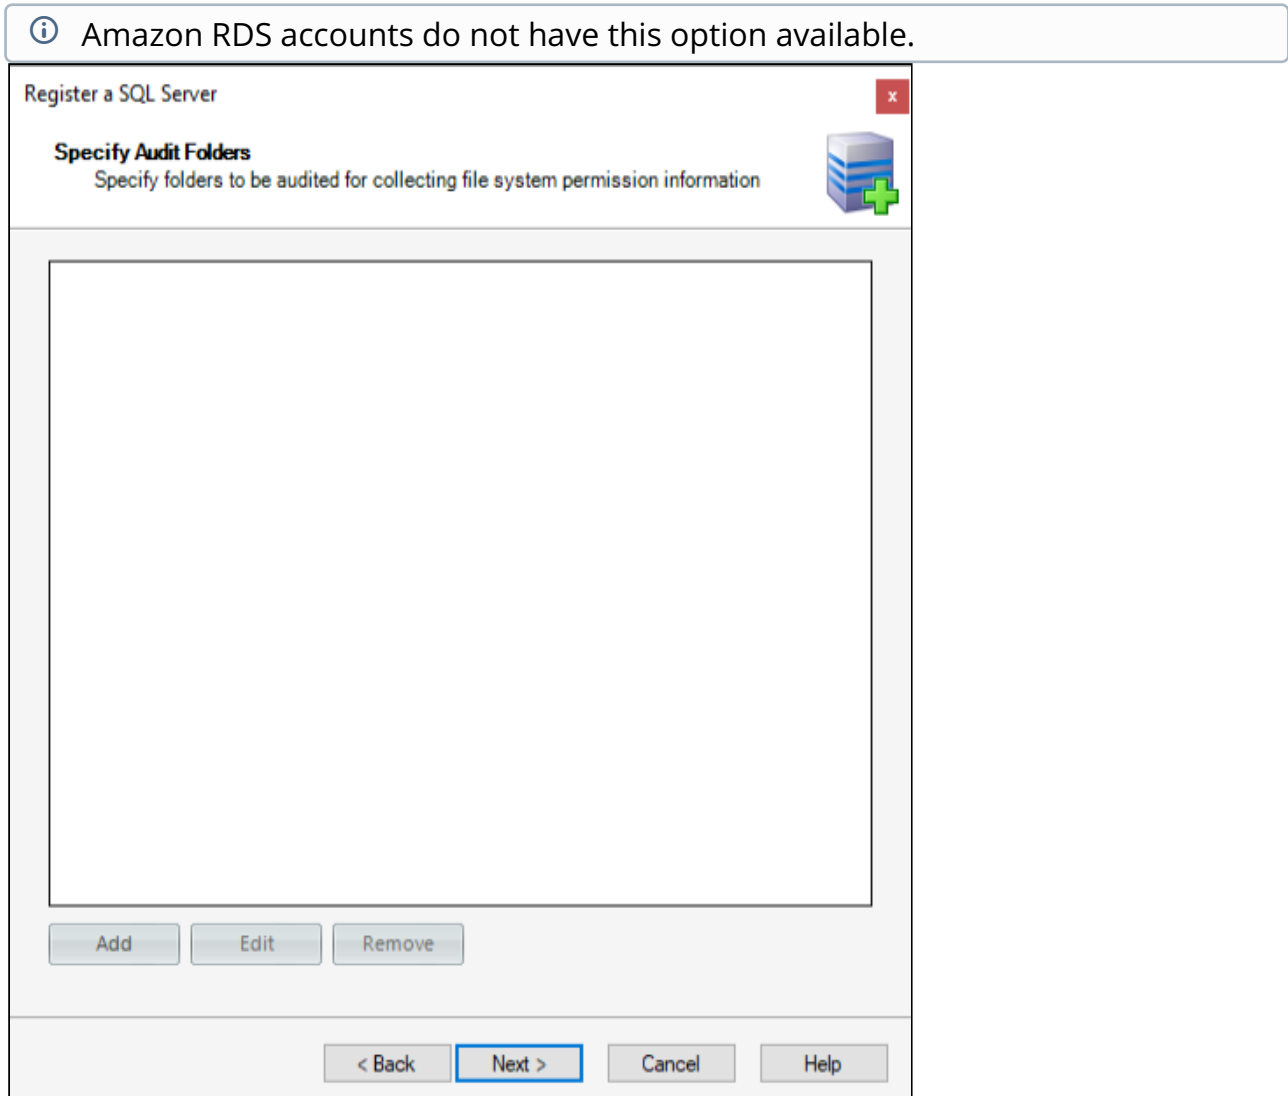 Amazon RDS accounts do not have this option available.
Register a SQL Server
x
Specify Audit Folders
Specify folders to be audited for collecting file system permission information
Add Edit Remove
< Back Next > Cancel Help